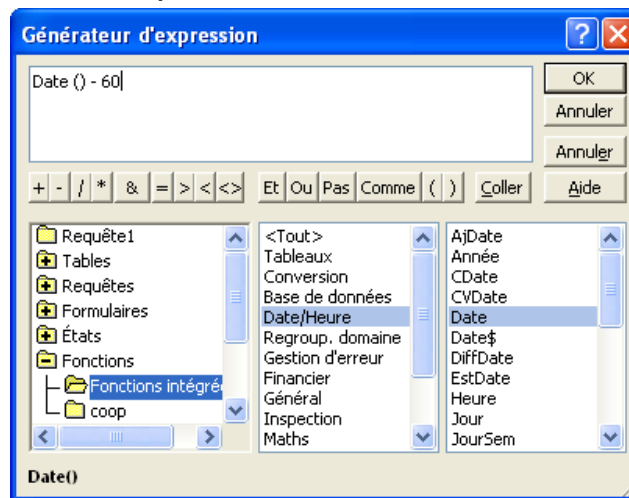 Générateur d'expression
Date () - 60
OK
Annuler
Annuler
+ - / * & = > < <> Et Ou Pas Comme ( ) Coller Aide
Requête1
Tables
Requêtes
Formulaires
États
Fonctions
Fonctions intégré
coop
<Tout>
Tableaux
Conversion
Base de données
Date/Heure
Regroup. domaine
Gestion d'erreur
Financier
Général
Inspection
Maths
AjDate
Année
CDate
CVDate
Date
Date$
DiffDate
EstDate
Heure
Jour
JourSem
Date()